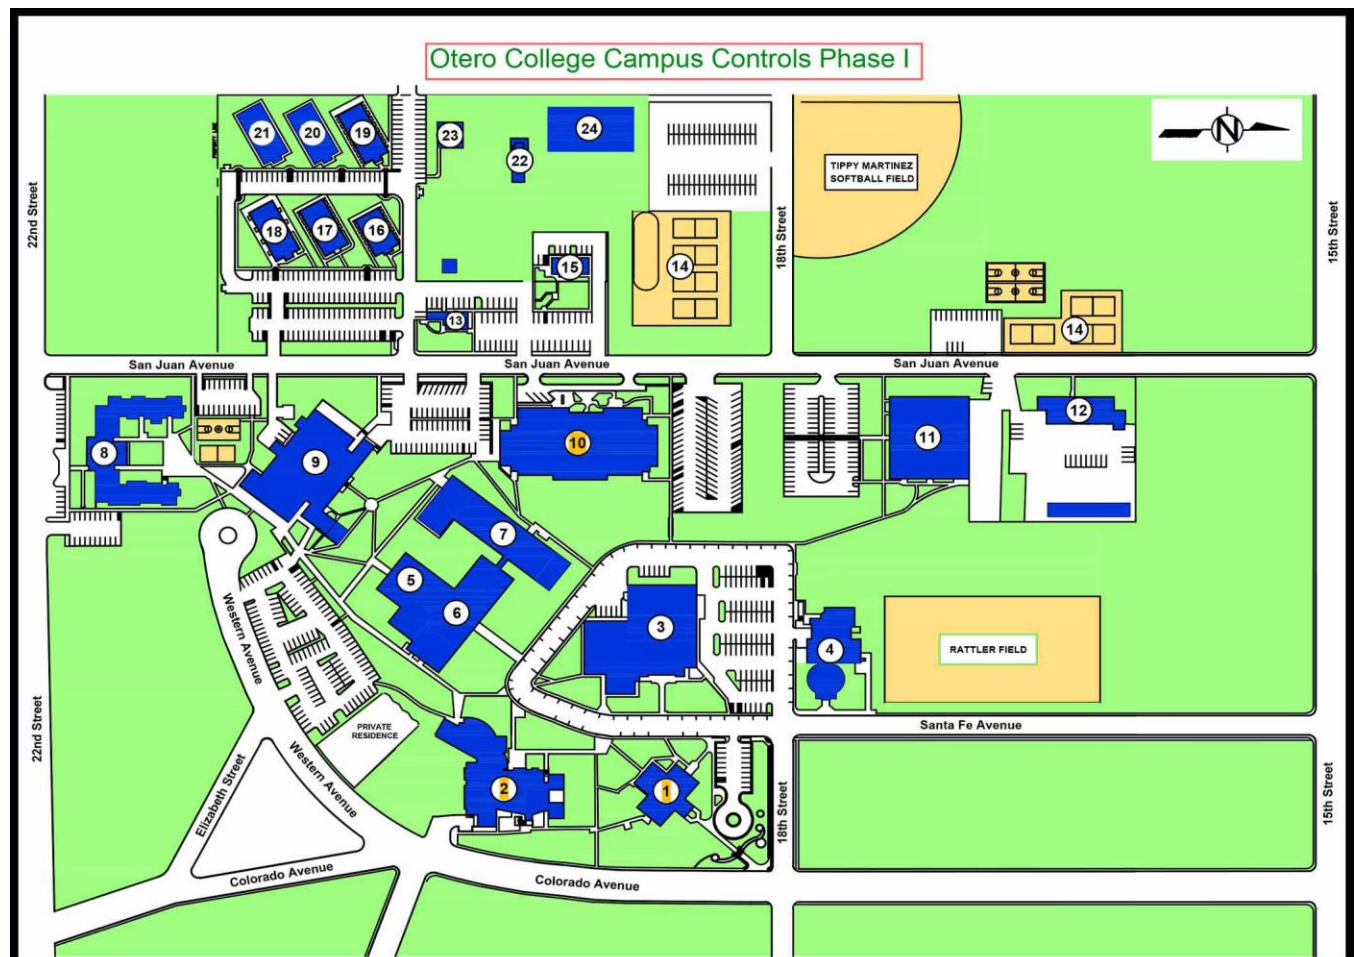 Otero College Campus Controls Phase I
21
20
19
23
22
24
PROPERTY LINE
TIPPY MARTINEZ
SOFTBALL FIELD
N
22nd Street
18th Street
15th Street
18
17
16
15
14
13
14
San Juan Avenue
San Juan Avenue
San Juan Avenue
8
9
10
11
12
7
5
6
3
4
RATTLER FIELD
Western Avenue
22nd Street
PRIVATE
RESIDENCE
Santa Fe Avenue
Western Avenue
Elizabeth Street
2
1
18th Street
15th Street
Colorado Avenue
Colorado Avenue